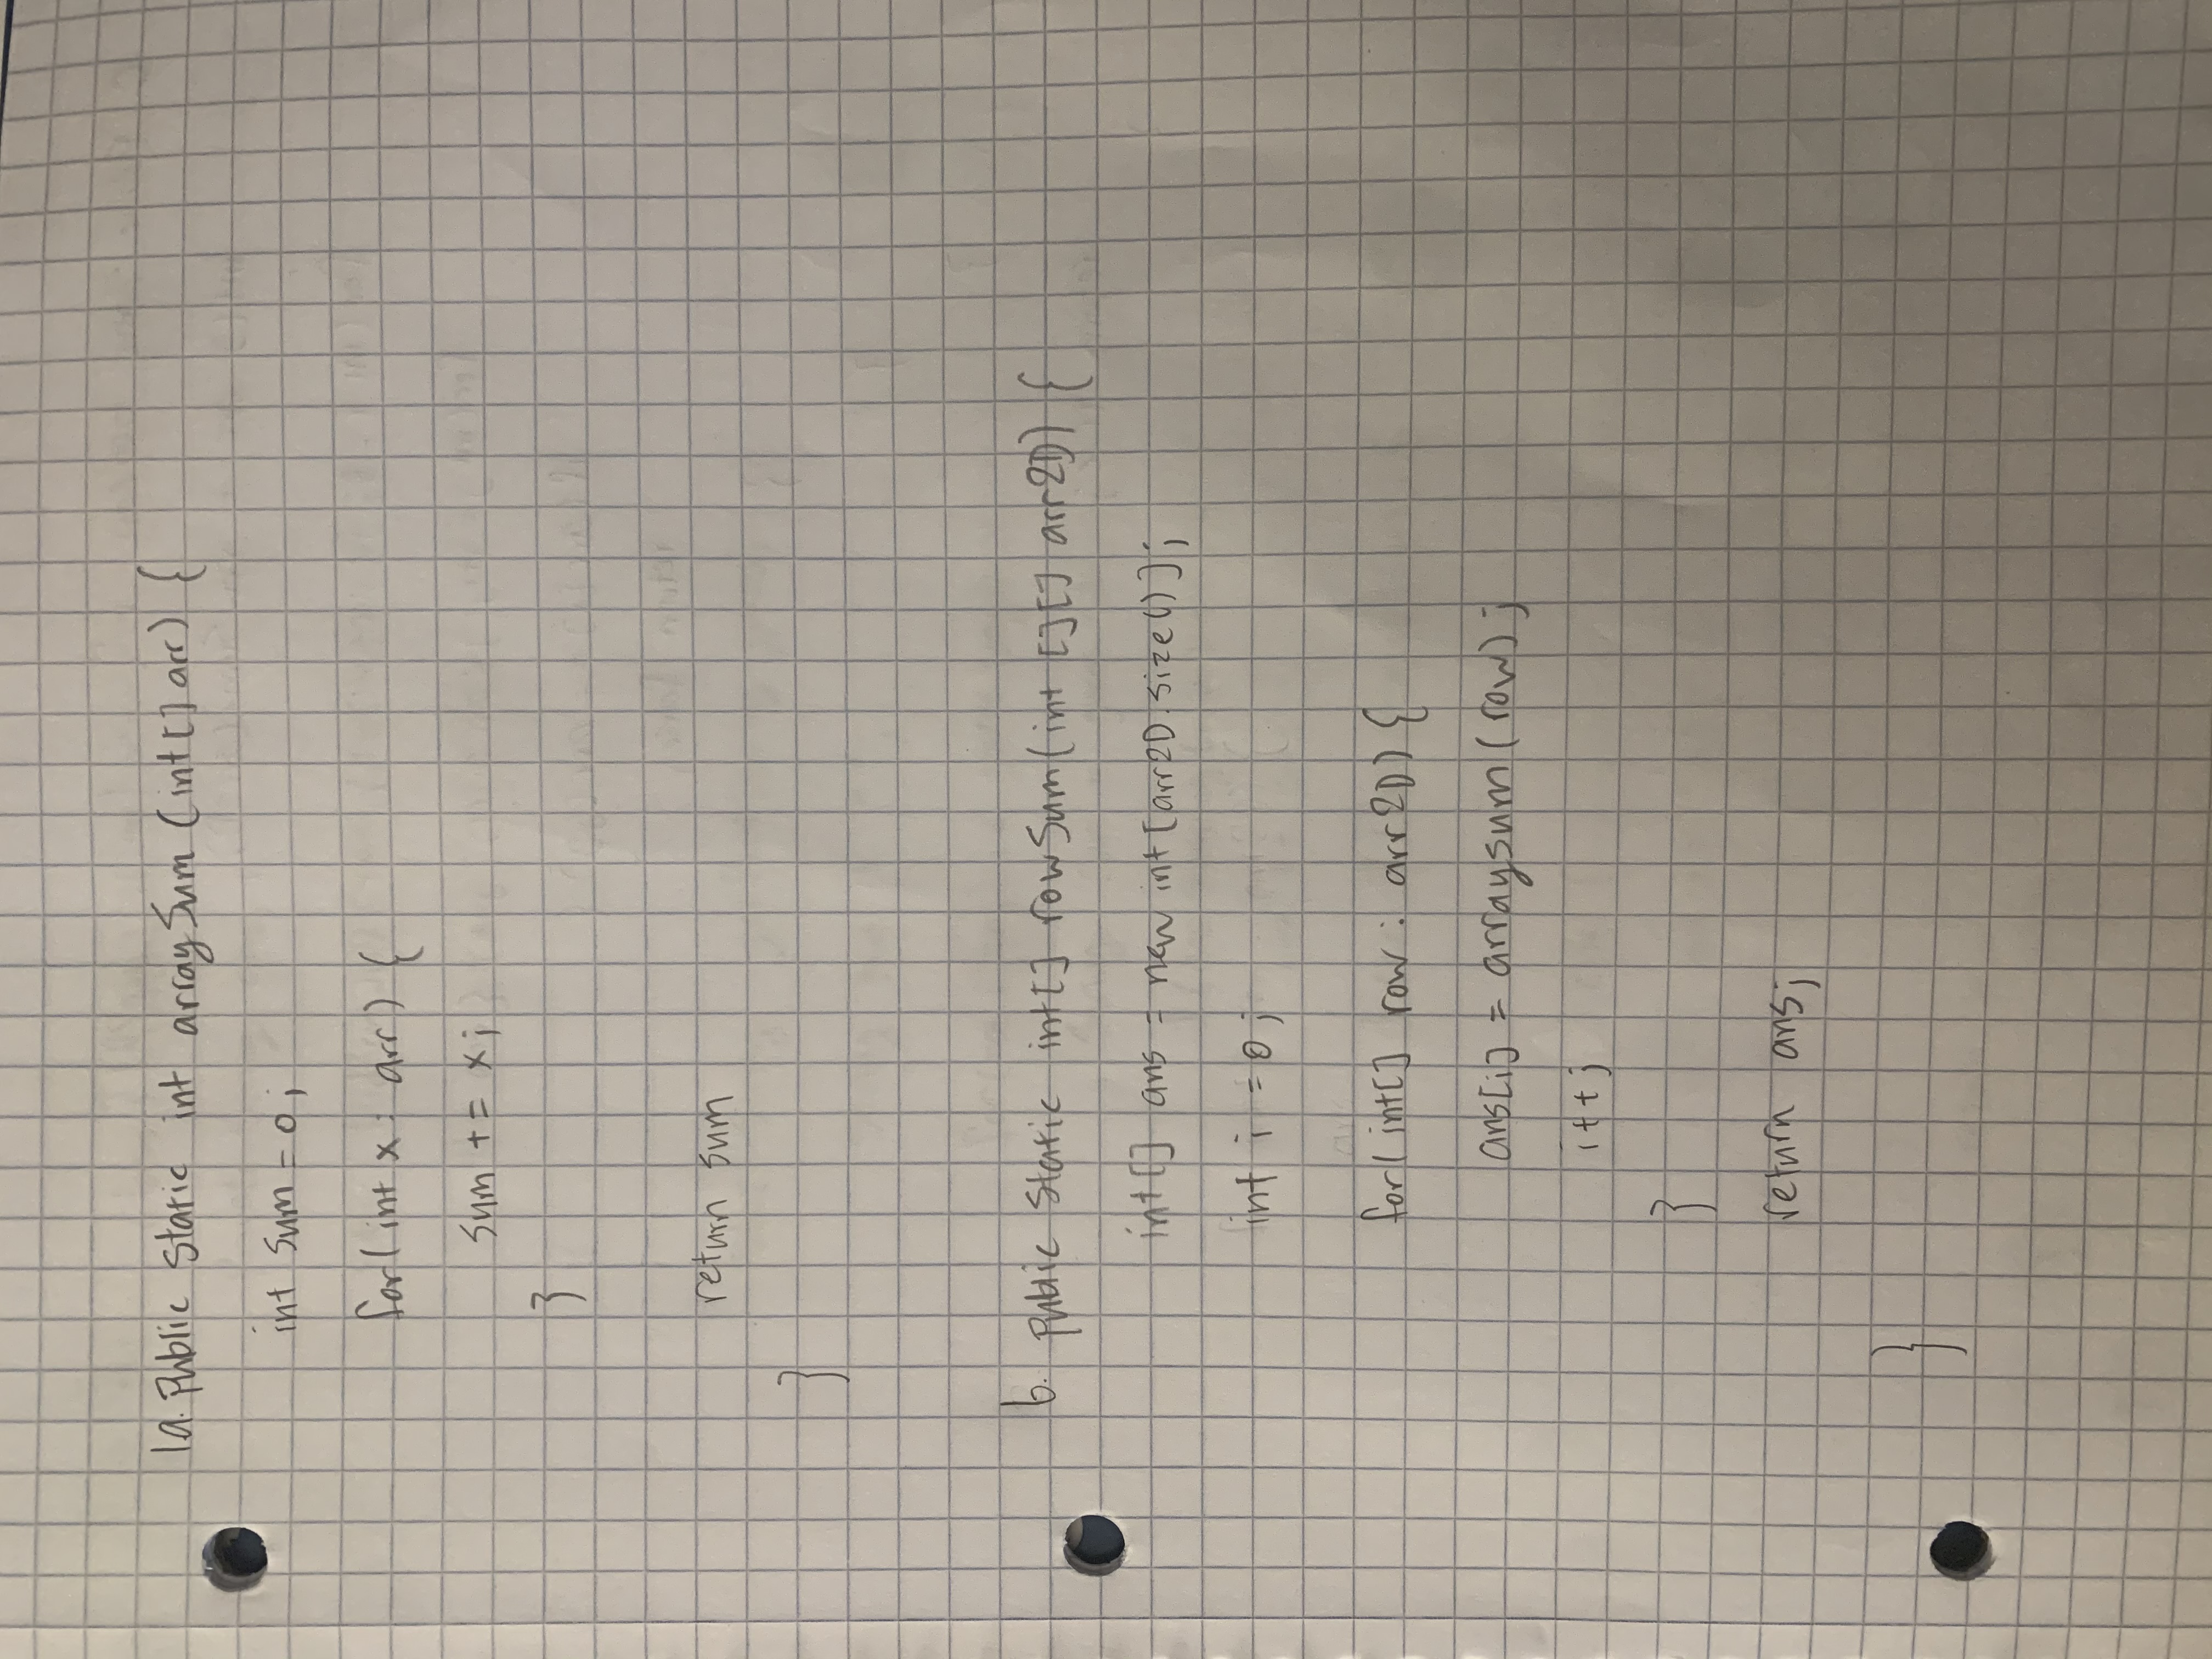 1a. Public static int arraySum (int[] arr) {
int sum = 0;
for( int x : arr) {
sum += x;
}
return sum
}
b. public static int[] rowSum(int [][] arr2D) {
int[] ans = new int[arr2D.size()];
int i = 0;
for( int[] row : arr2D) {
ans[i] = arraysum(row);
i++;
}
return ans;
}